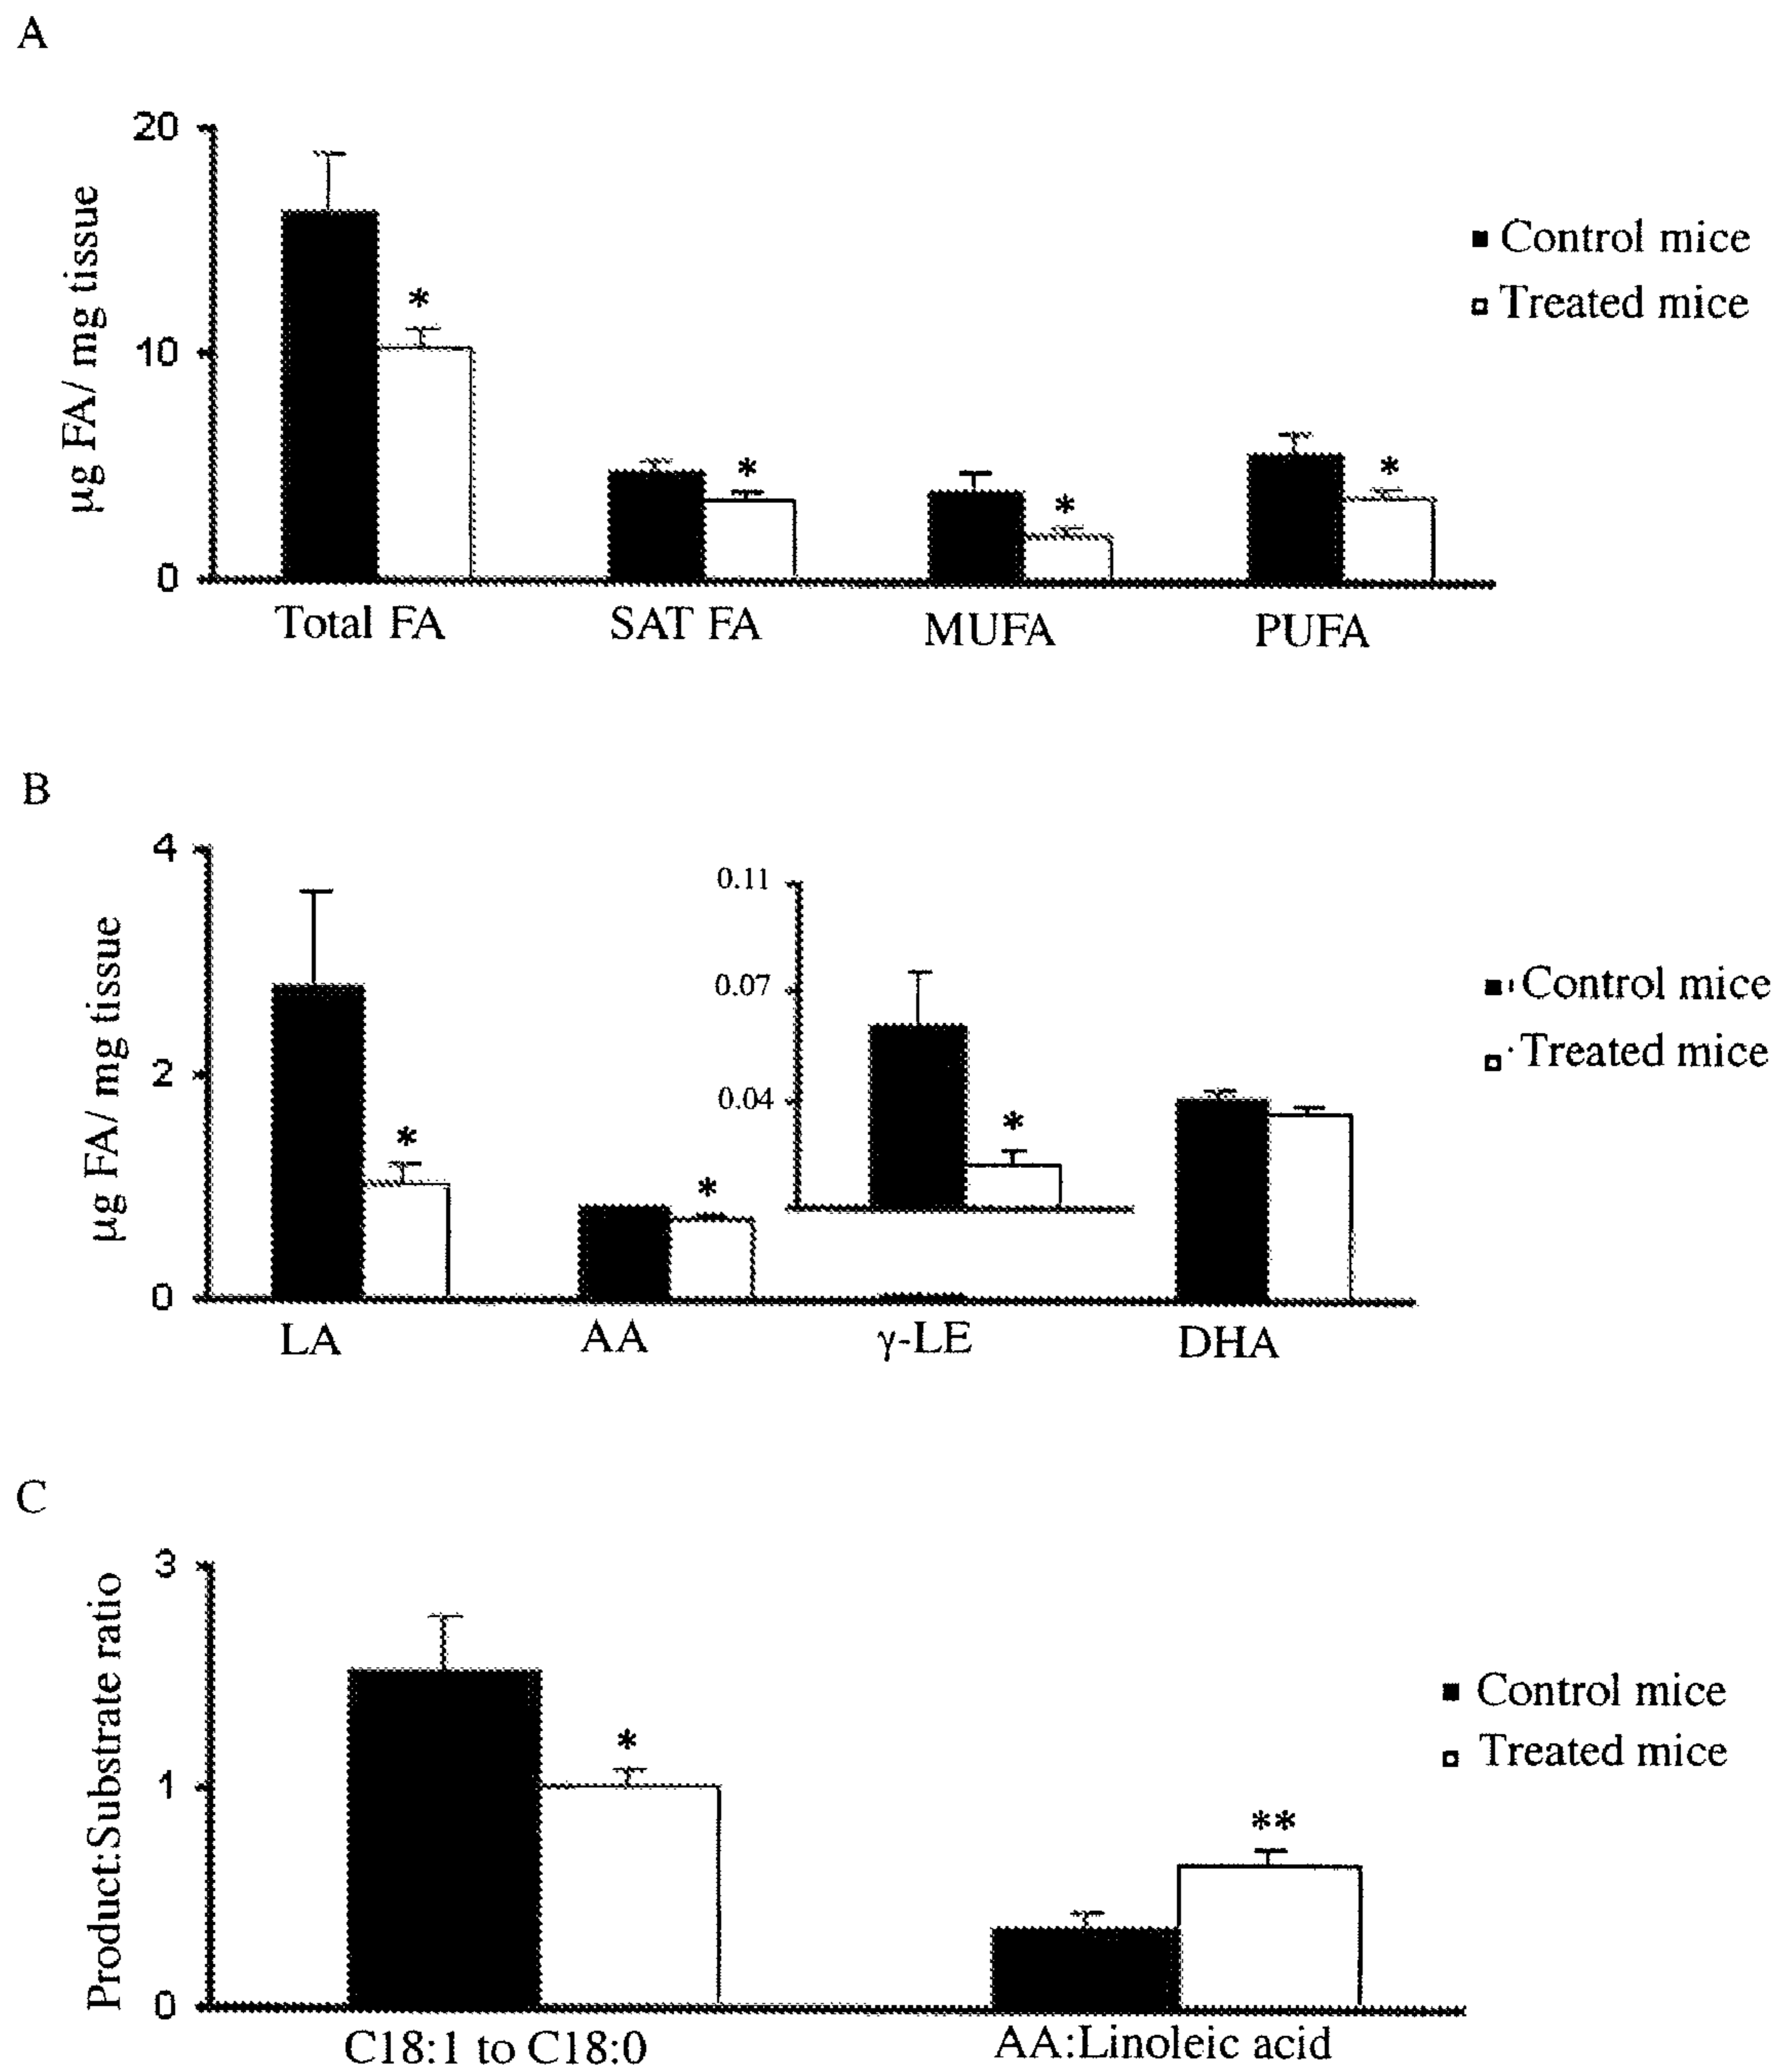 A
20
10
0
µg FA/ mg tissue
*
*
*
*
Control mice
Treated mice
Total FA
SAT FA
MUFA
PUFA
B
4
2
0
µg FA/ mg tissue
*
*
0.11
0.07
0.04
*
Control mice
Treated mice
LA
AA
γ-LE
DHA
C
3
1
0
Product:Substrate ratio
*
**
Control mice
Treated mice
C18:1 to C18:0
AA:Linoleic acid